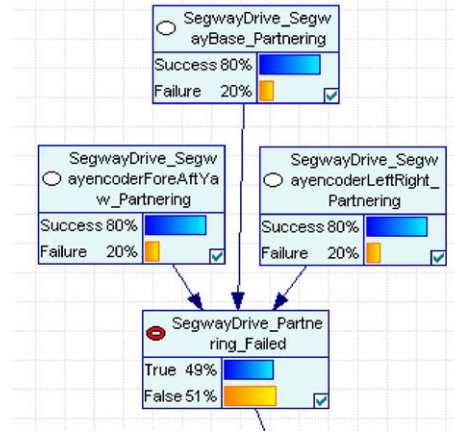 SegwayDrive_Segw
ayBase_Partnering
Success 80%
Failure 20%
SegwayDrive_Segw
ayencoderForeAftYa
w_Partnering
Success 80%
Failure 20%
SegwayDrive_Segw
ayencoderLeftRight_
Partnering
Success 80%
Failure 20%
SegwayDrive_Partne
ring_Failed
True 49%
False 51%